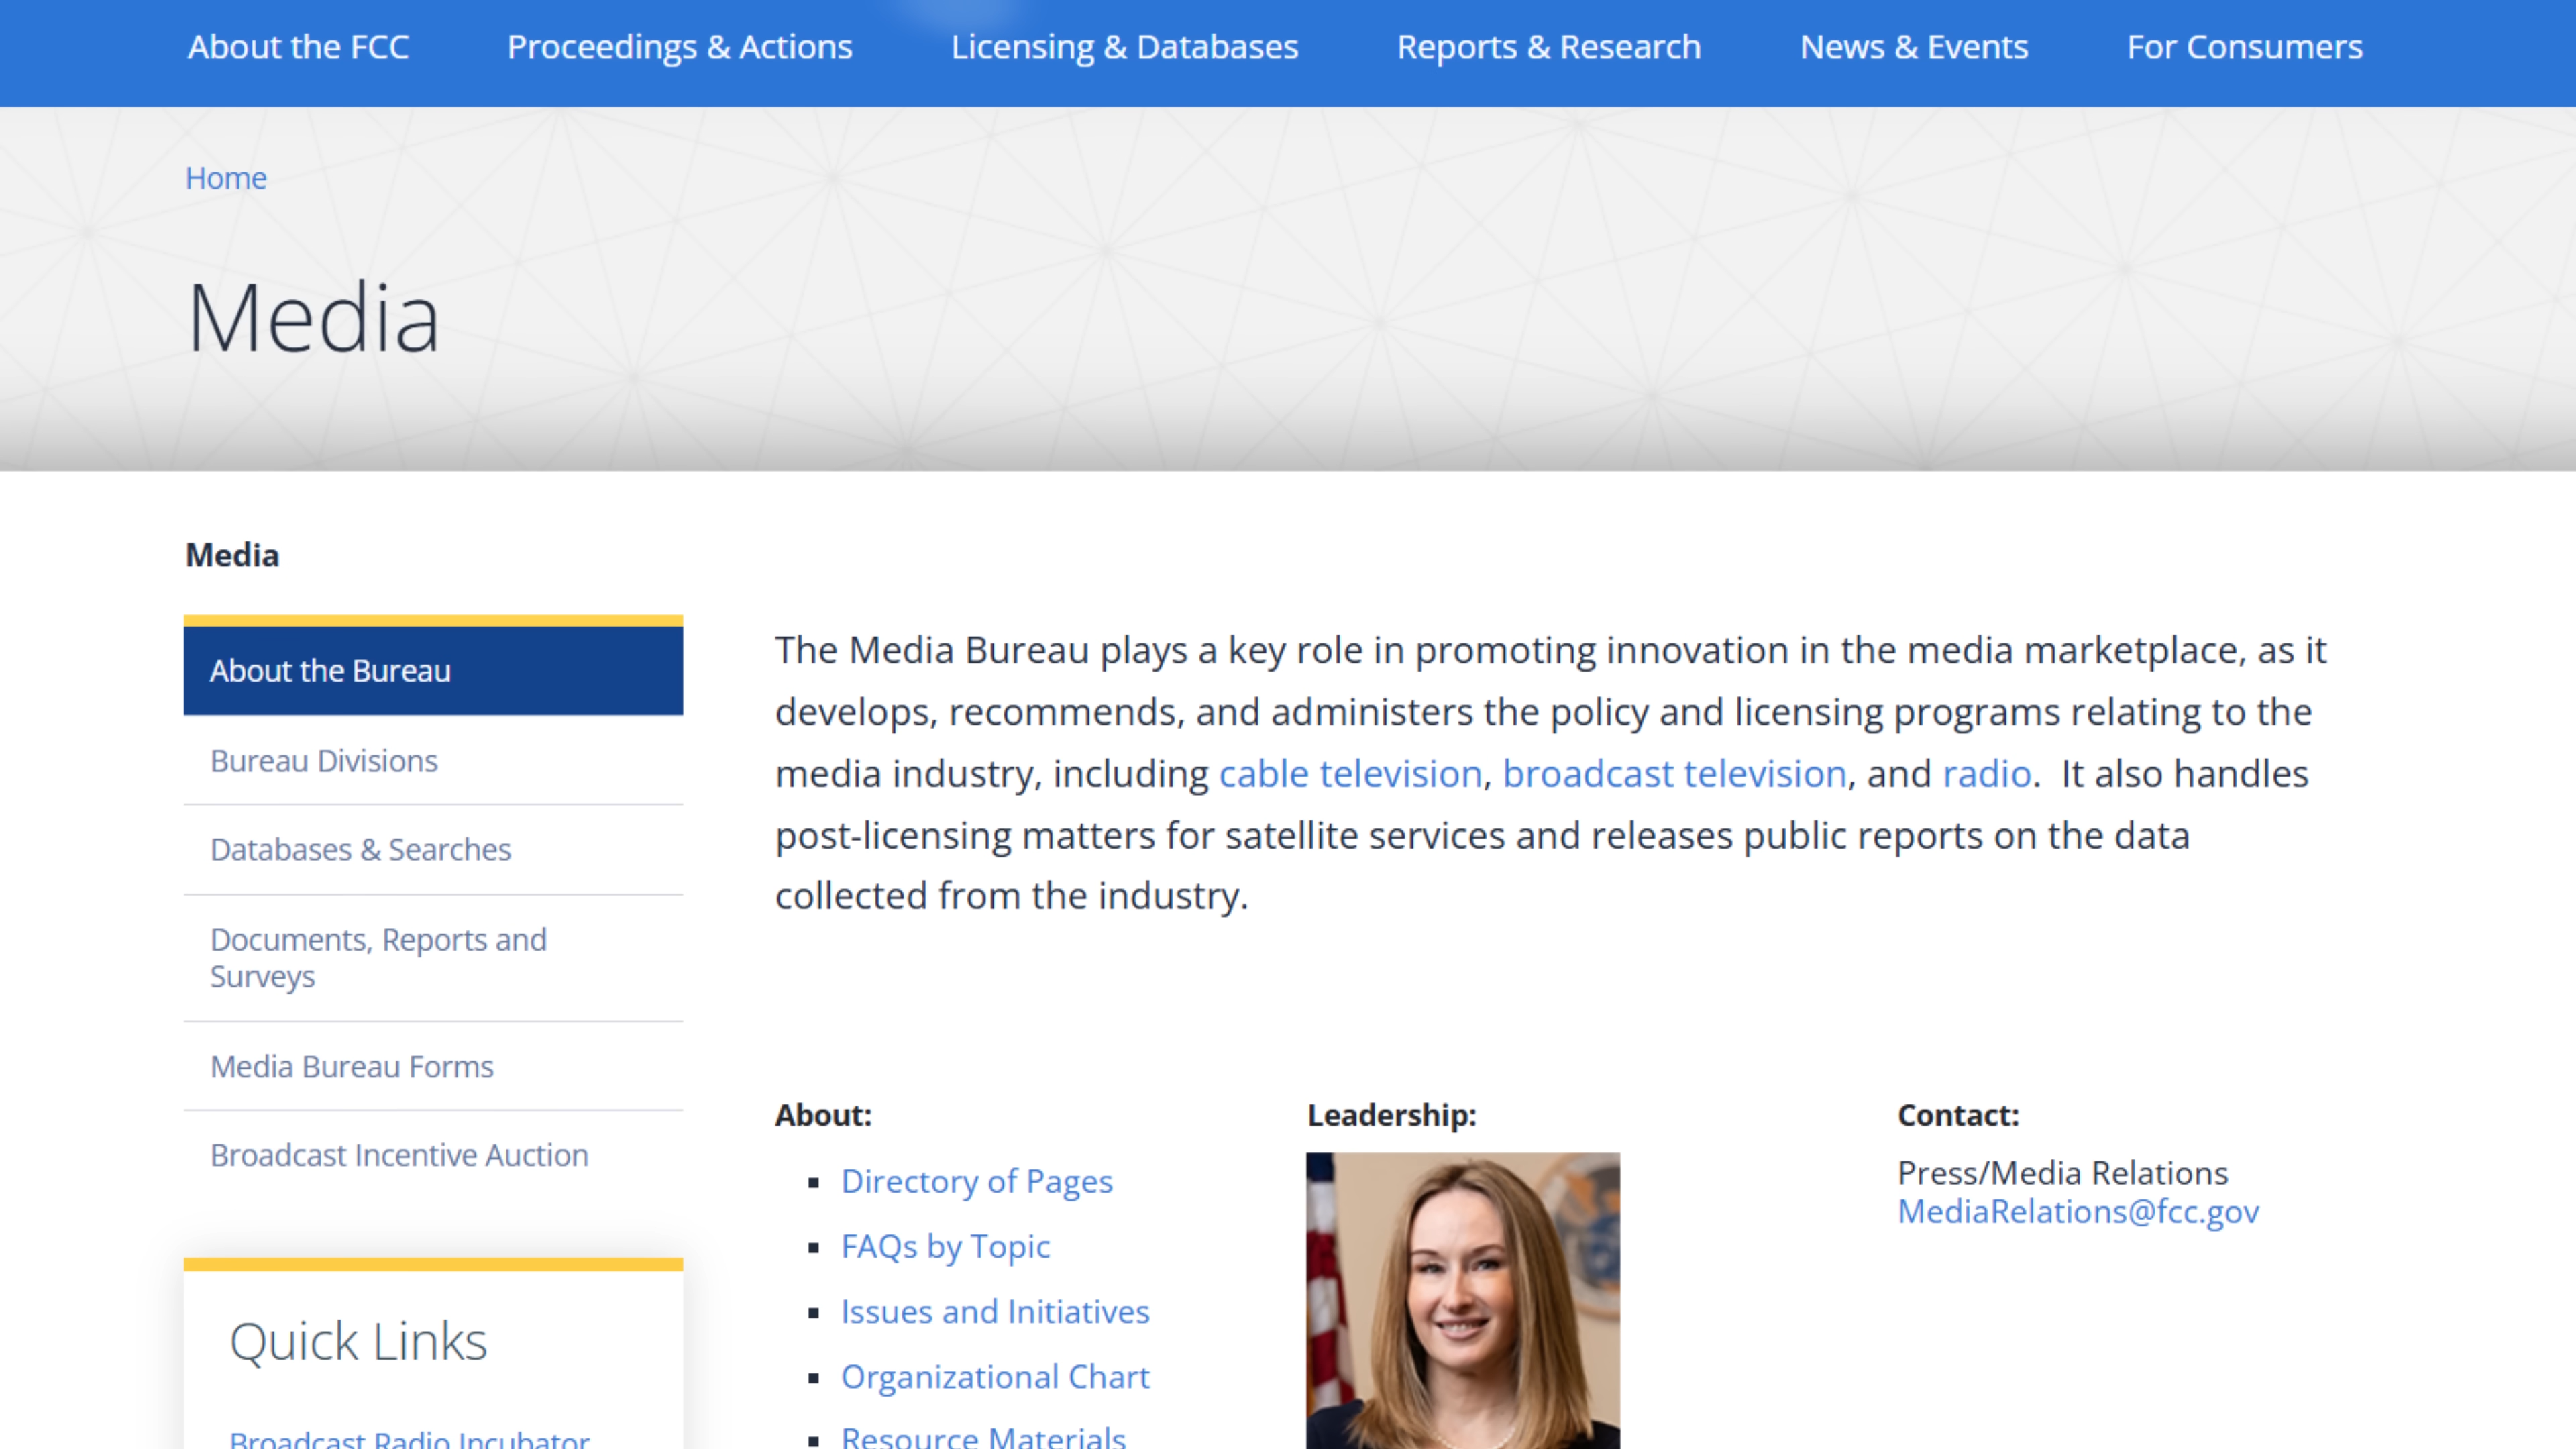 About the FCC
Proceedings & Actions
Licensing & Databases
Reports & Research
News & Events
For Consumers
Home
Media
Media
About the Bureau
Bureau Divisions
Databases & Searches
Documents, Reports and
Surveys
Media Bureau Forms
Broadcast Incentive Auction
Quick Links
Broadcast Radio Incubator
The Media Bureau plays a key role in promoting innovation in the media marketplace, as it
develops, recommends, and administers the policy and licensing programs relating to the
media industry, including cable television, broadcast television, and radio.  It also handles
post-licensing matters for satellite services and releases public reports on the data
collected from the industry.
About:
▪ Directory of Pages
▪ FAQs by Topic
▪ Issues and Initiatives
▪ Organizational Chart
▪ Resource Materials
Leadership:
Contact:
Press/Media Relations
MediaRelations@fcc.gov